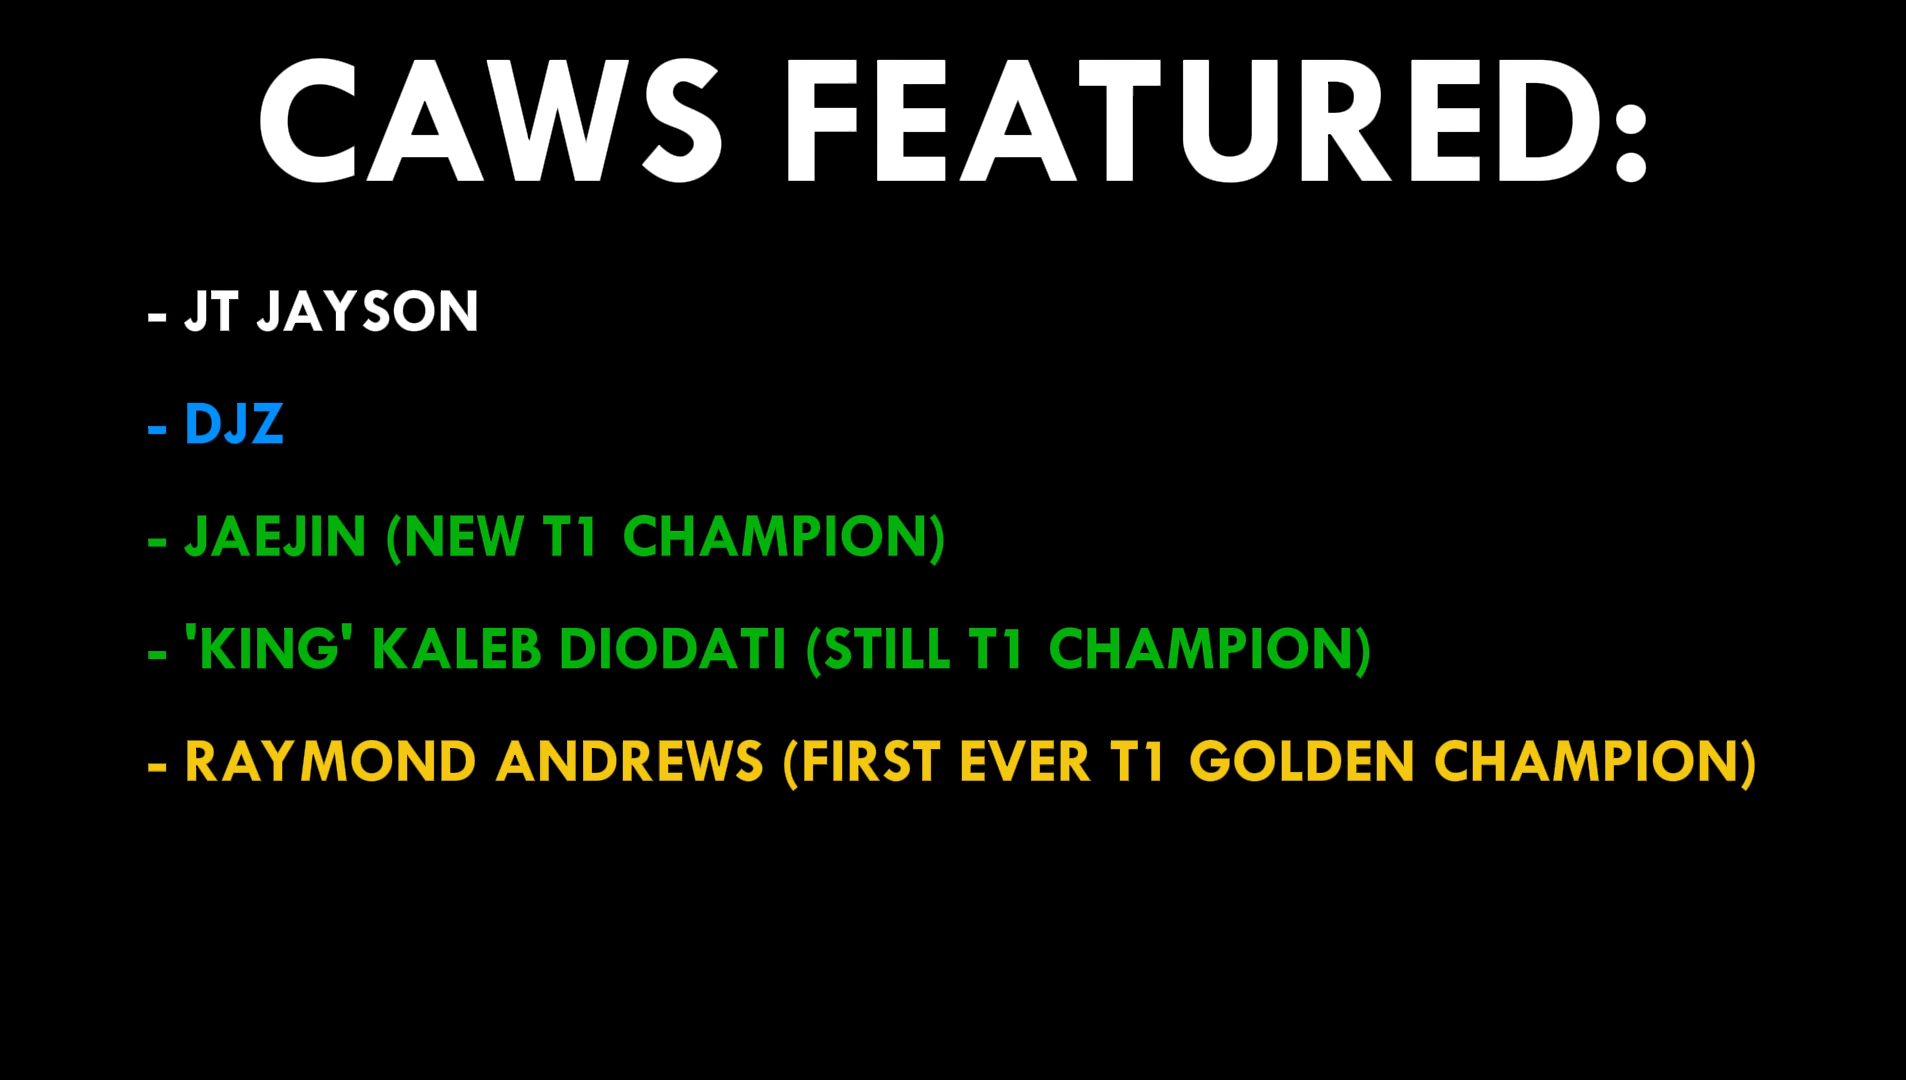 CAWS FEATURED:
- JT JAYSON
- DJZ
- JAEJIN (NEW T1 CHAMPION)
- 'KING' KALEB DIODATI (STILL T1 CHAMPION)
- RAYMOND ANDREWS (FIRST EVER T1 GOLDEN CHAMPION)